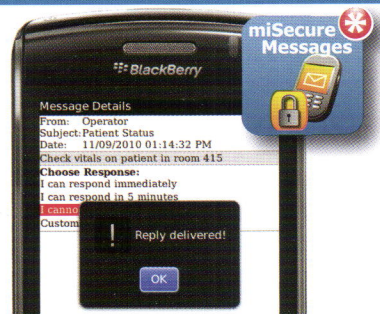 miSecure
Messages
BlackBerry
Message Details
From: Operator
Subject: Patient Status
Date: 11/09/2010 01:14:32 PM
Check vitals on patient in room 415
Choose Response:
I can respond immediately
I can respond in 5 minutes
I canno
Custom
! Reply delivered!
OK